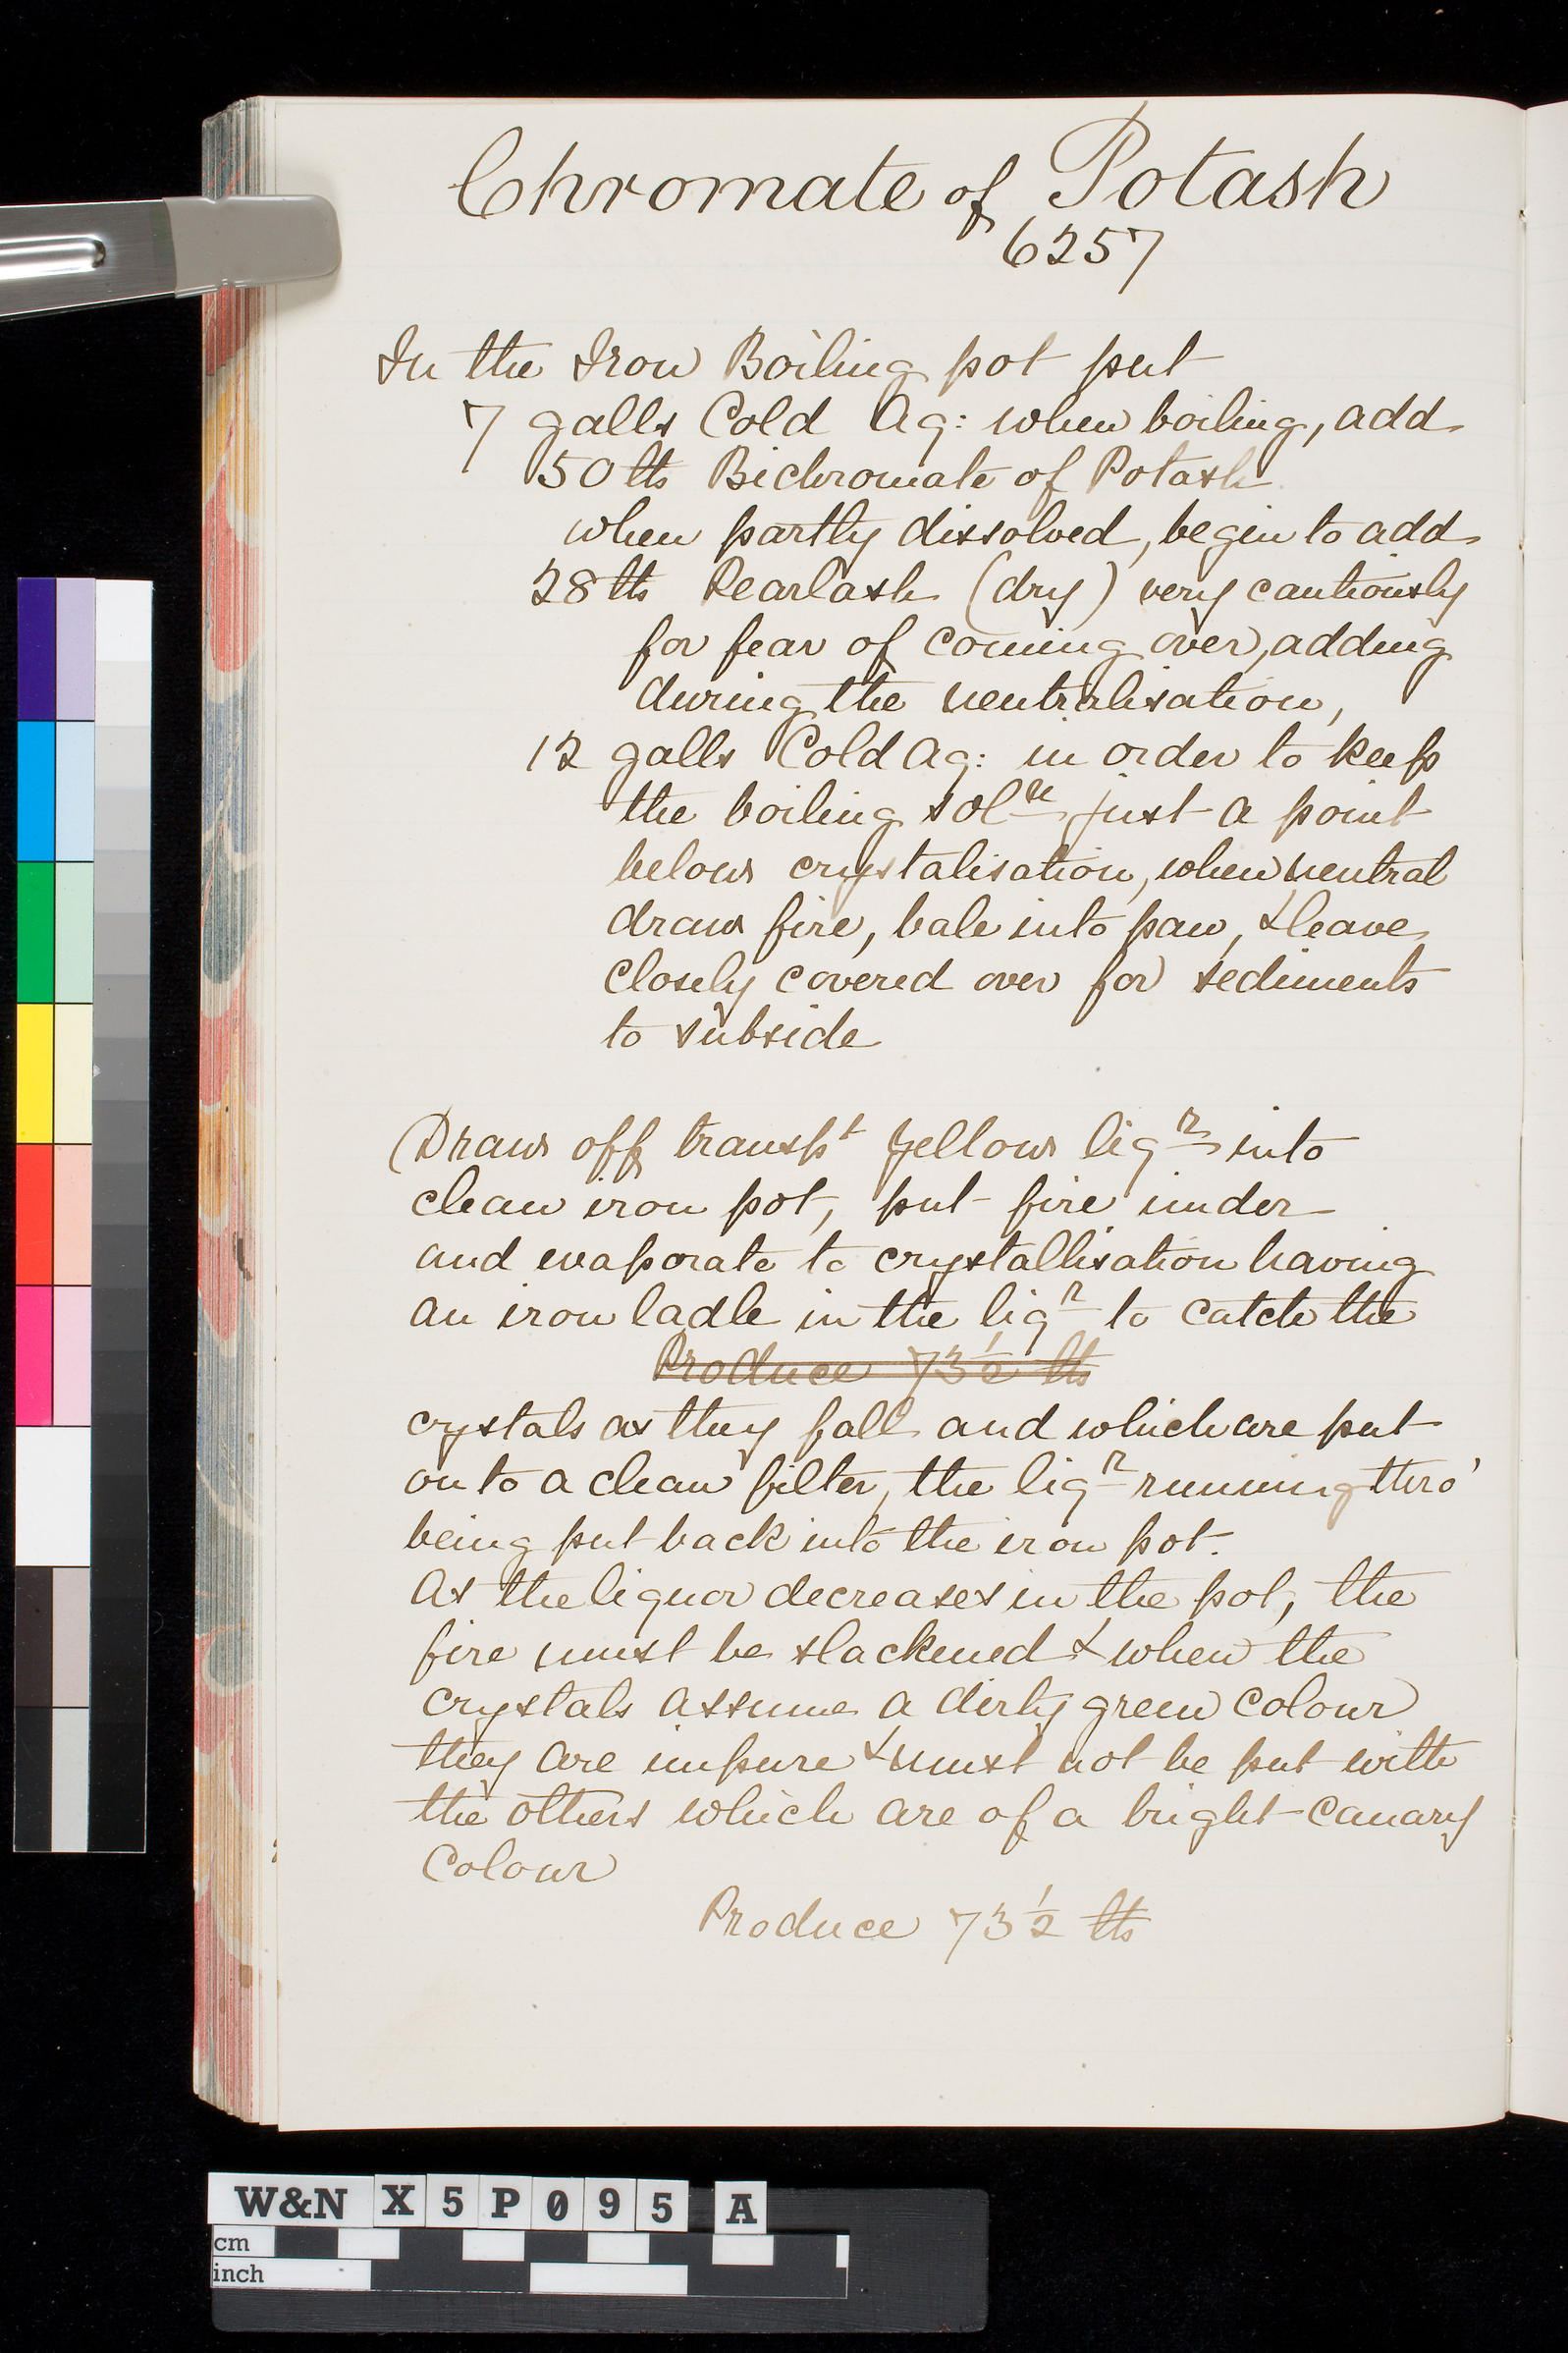 Chromate of Potash
6257
In the Iron Boiling pot put
7 galls Cold Aq: when boiling, add
50 lbs Bichromate of Potash
when partly dissolved, begin to add
28 lbs Pearlash (dry) very cautiously
for fear of coming over, adding
during the neutralisation,
12 galls Cold Aq: in order to keep
the boiling solⁿ just a point
below crystalisation, when neutral
draw fire, bale into pan, & leave
closely covered over for sediments
to subside
Draw off transpᵗ yellow liqʳ into
clean iron pot, put fire under
and evaporate to crystallisation having
an iron ladle in the liqʳ to catch the
Produce 73½ lbs
crystals as they fall and which are put
on to a clean filter, the liqʳ running thro'
being put back into the iron pot.
As the liquor decreases in the pot, the
fire must be slackened & when the
crystals assume a dirty green colour
they are impure & must not be put with
the others which are of a bright canary
Colour
Produce 73½ lbs
W&N X5P095 A
cm
inch